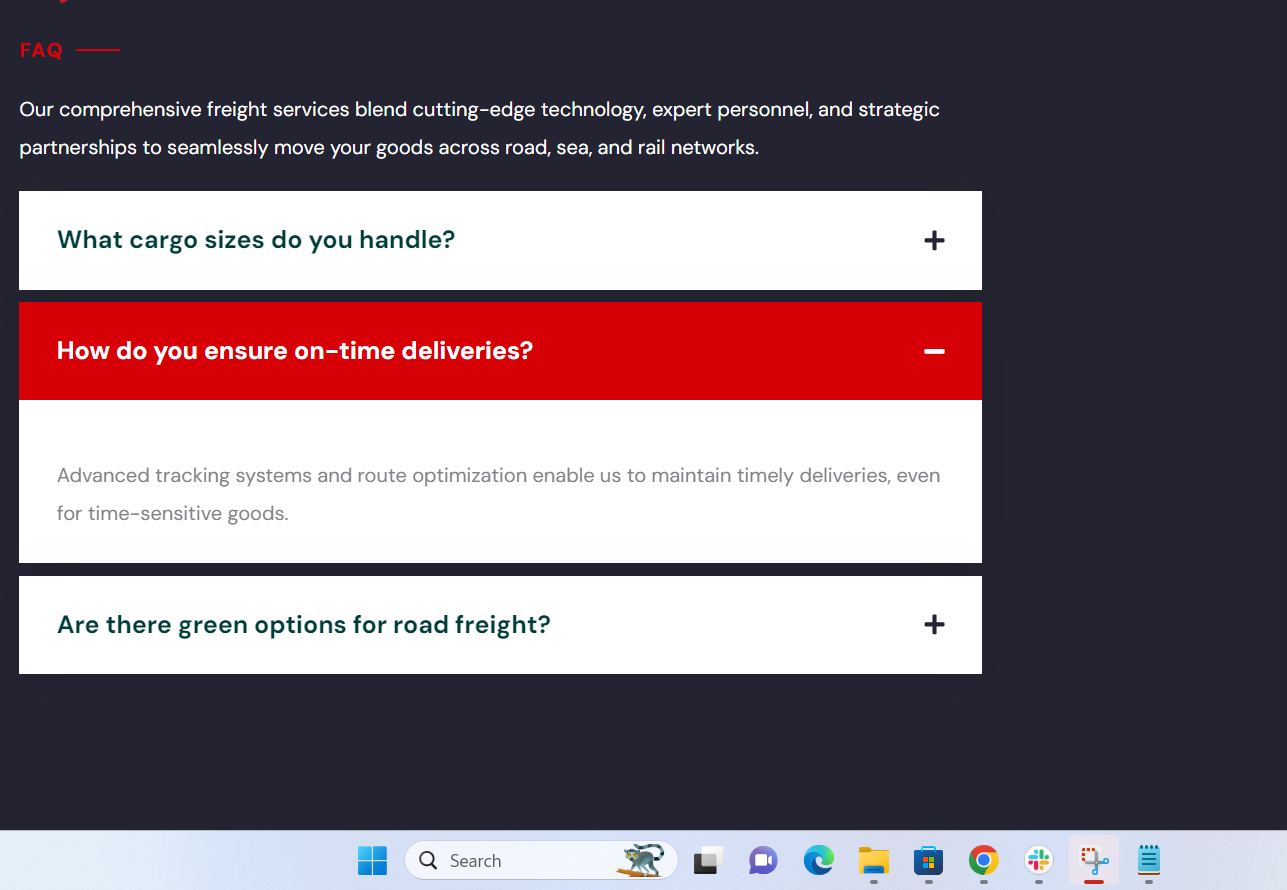 FAQ
Our comprehensive freight services blend cutting-edge technology, expert personnel, and strategic
partnerships to seamlessly move your goods across road, sea, and rail networks.
What cargo sizes do you handle?
How do you ensure on-time deliveries?
Advanced tracking systems and route optimization enable us to maintain timely deliveries, even
for time-sensitive goods.
Are there green options for road freight?
Search